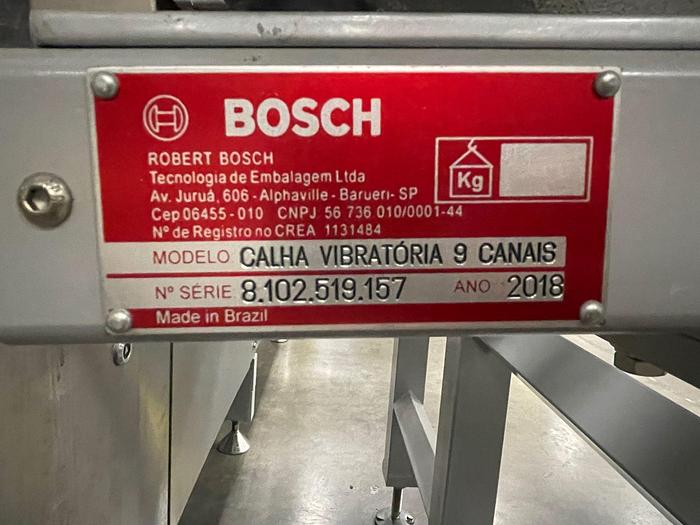 BOSCH
ROBERT BOSCH
Tecnologia de Embalagem Ltda
Av. Juruá, 606 - Alphaville - Barueri- SP
Cep 06455 - 010 CNPJ 56 736 010/0001-44
Nº de Registro no CREA 1131484
Kg
MODELO CALHA VIBRATÓRIA 9 CANAIS
Nº SÉRIE 8.102.519.157 ANO 2018
Made in Brazil